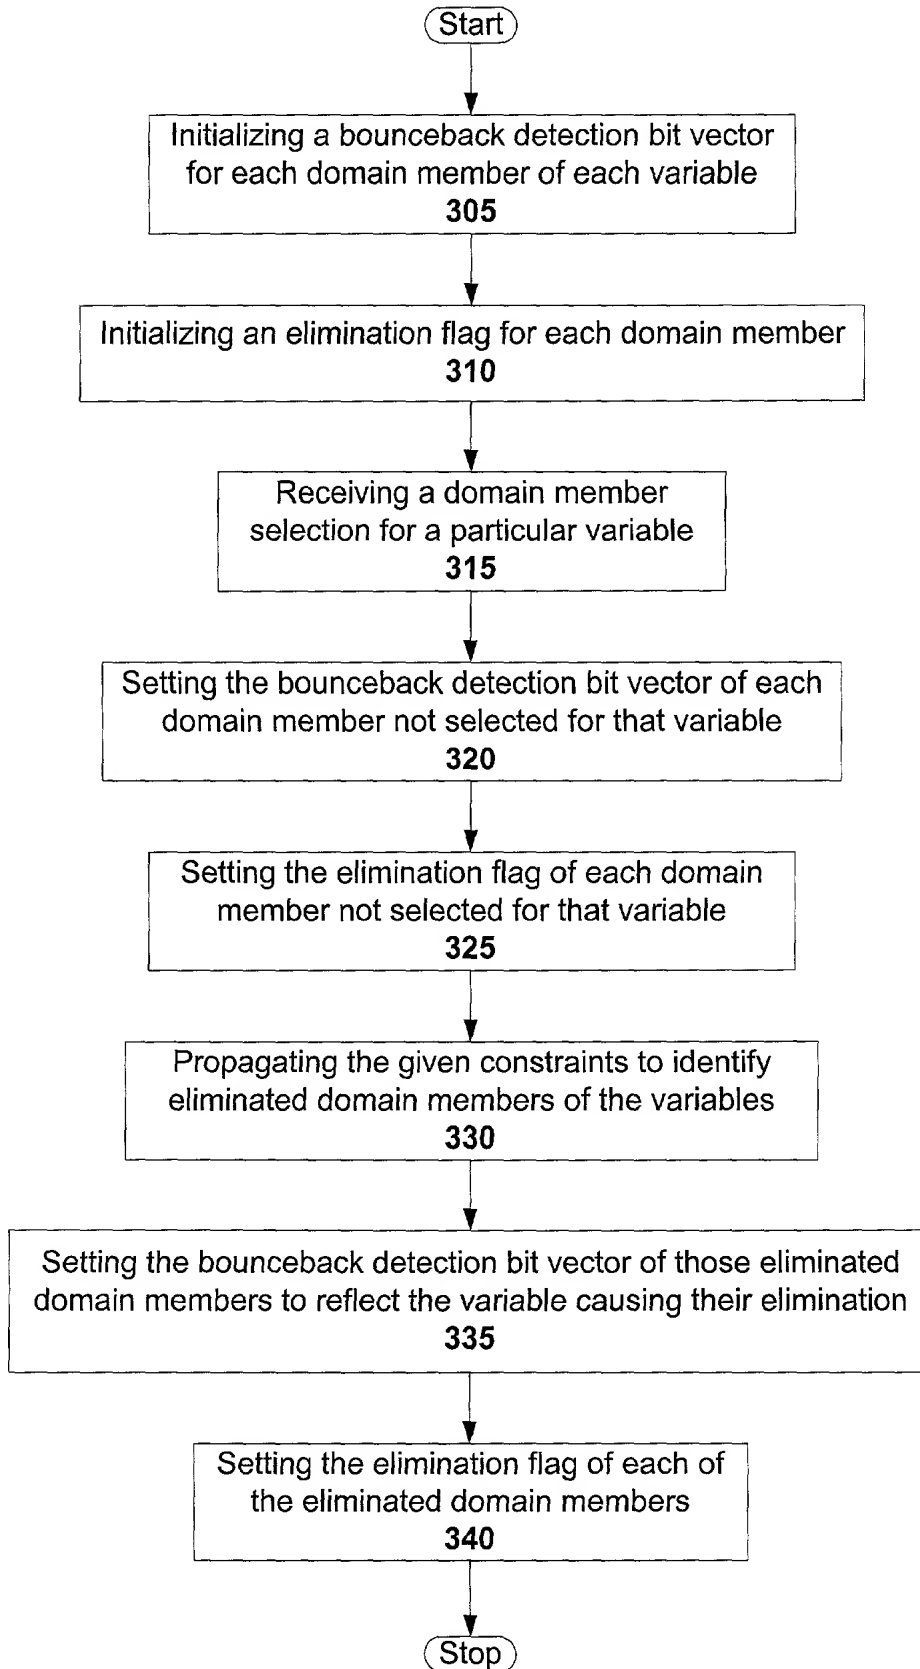 Start
Initializing a bounceback detection bit vector
for each domain member of each variable
305
Initializing an elimination flag for each domain member
310
Receiving a domain member
selection for a particular variable
315
Setting the bounceback detection bit vector of each
domain member not selected for that variable
320
Setting the elimination flag of each domain
member not selected for that variable
325
Propagating the given constraints to identify
eliminated domain members of the variables
330
Setting the bounceback detection bit vector of those eliminated
domain members to reflect the variable causing their elimination
335
Setting the elimination flag of each of
the eliminated domain members
340
Stop